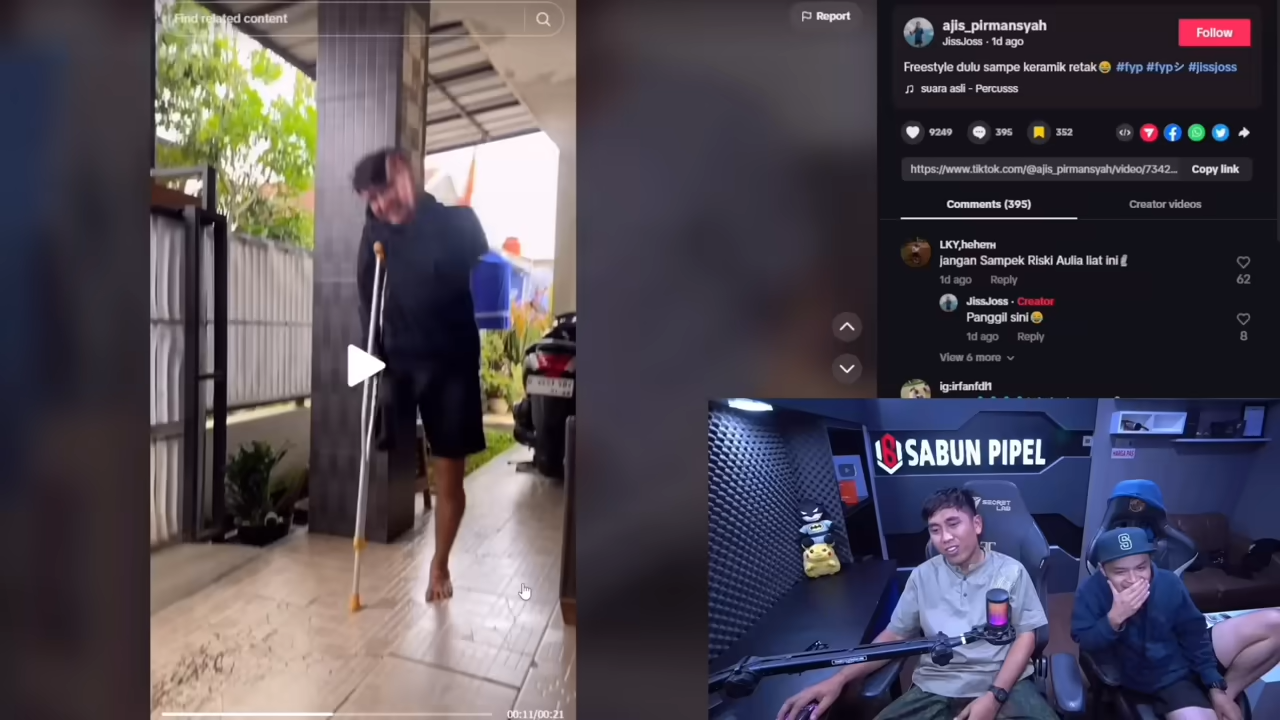 Find related content
Report
ajis_pirmansyah
JissJoss · 1d ago
Follow
Freestyle dulu sampe keramik retak😂 #fyp #fypシ #jissjoss
suara asli - Percusss
9249
395
352
https://www.tiktok.com/@ajis_pirmansyah/video/7342...
Copy link
Comments (395)
Creator videos
jangan Sampek Riski Aulia liat ini
1d ago
Reply
62
JissJoss · Creator
Panggil sini😂
1d ago
Reply
8
View 6 more
ig:irfanfdl1
SABUN PIPEL
SECRET
LAB
S
00:11/00:21